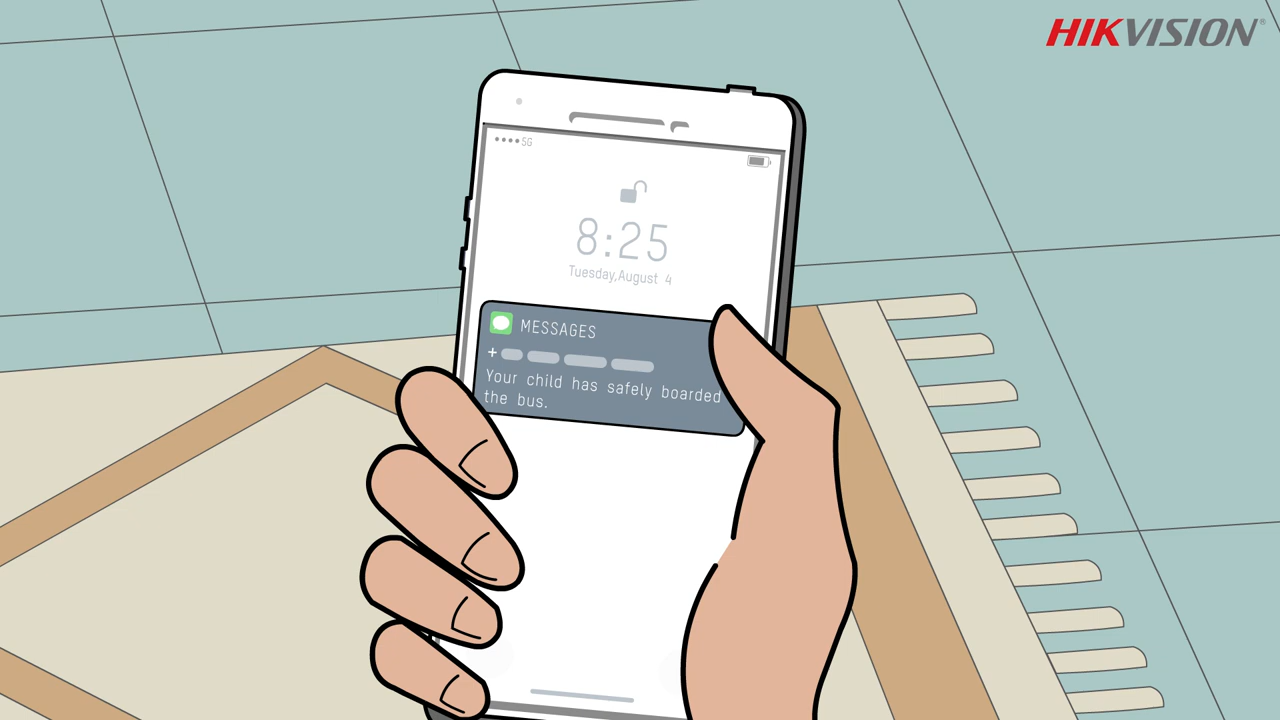 HIKVISION®
5G
8:25
Tuesday,August 4
MESSAGES
+
Your child has safely boarded
the bus.